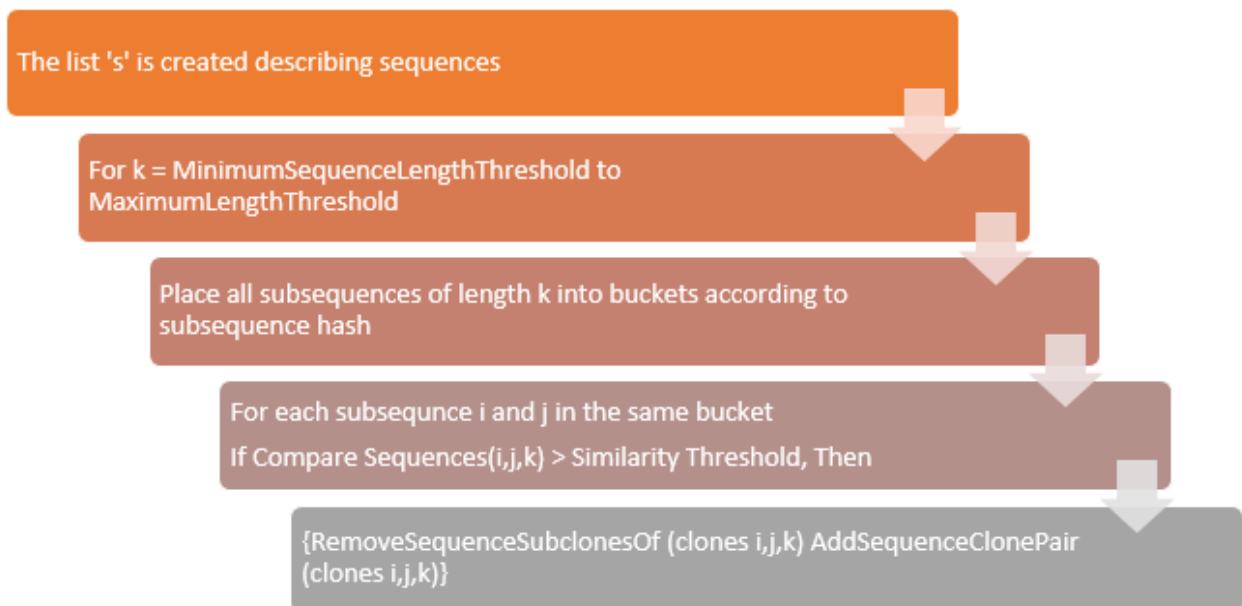 The list 's' is created describing sequences
For k = MinimumSequenceLengthThreshold to
MaximumLengthThreshold
Place all subsequences of length k into buckets according to
subsequence hash
For each subsequnce i and j in the same bucket
If Compare Sequences(i,j,k) > Similarity Threshold, Then
{RemoveSequenceSubclonesOf (clones i,j,k) AddSequenceClonePair
(clones i,j,k)}